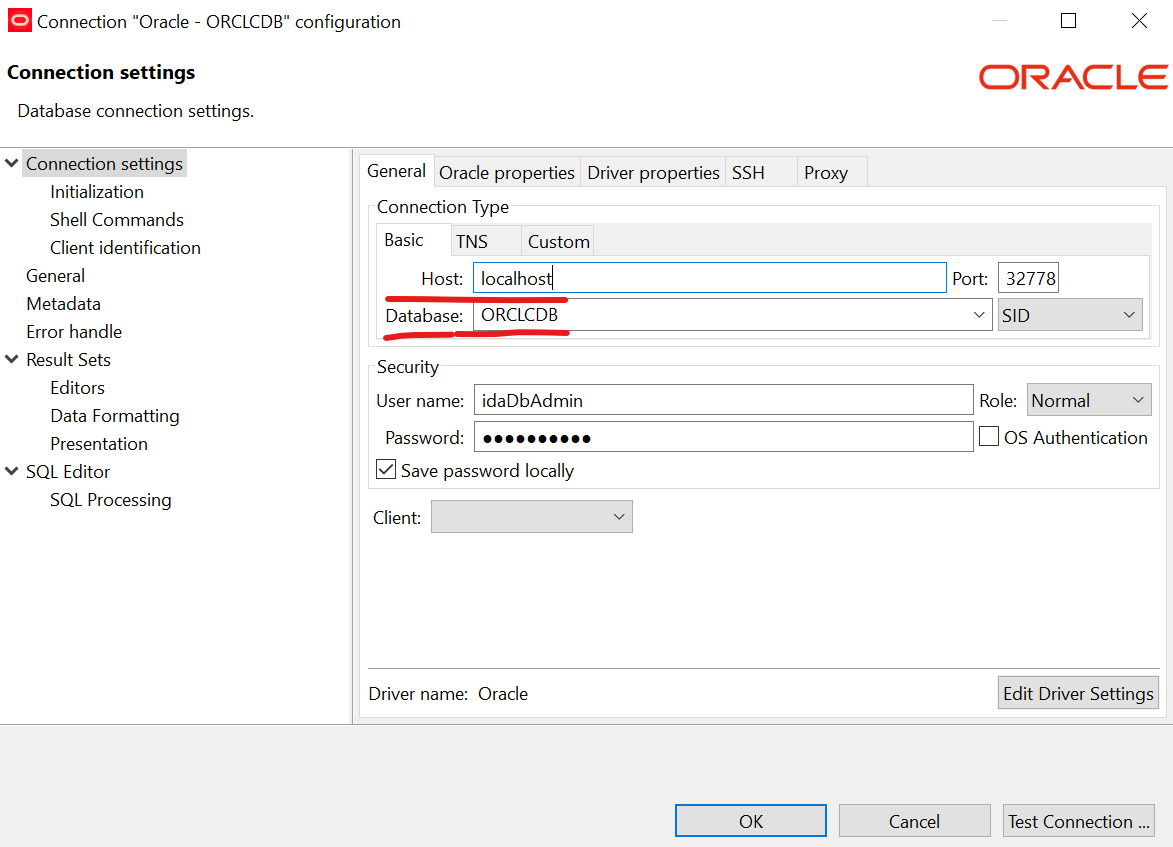 Connection "Oracle - ORCLCDB" configuration
Connection settings
ORACLE
Database connection settings.
Connection settings
Initialization
Shell Commands
Client identification
General
Metadata
Error handle
Result Sets
Editors
Data Formatting
Presentation
SQL Editor
SQL Processing
General Oracle properties Driver properties SSH Proxy
Connection Type
Basic TNS Custom
Host: localhost Port: 32778
Database: ORCLCDB SID
Security
User name: idaDbAdmin Role: Normal
Password: ●●●●●●●●●● OS Authentication
Save password locally
Client:
Driver name: Oracle Edit Driver Settings
OK Cancel Test Connection ...